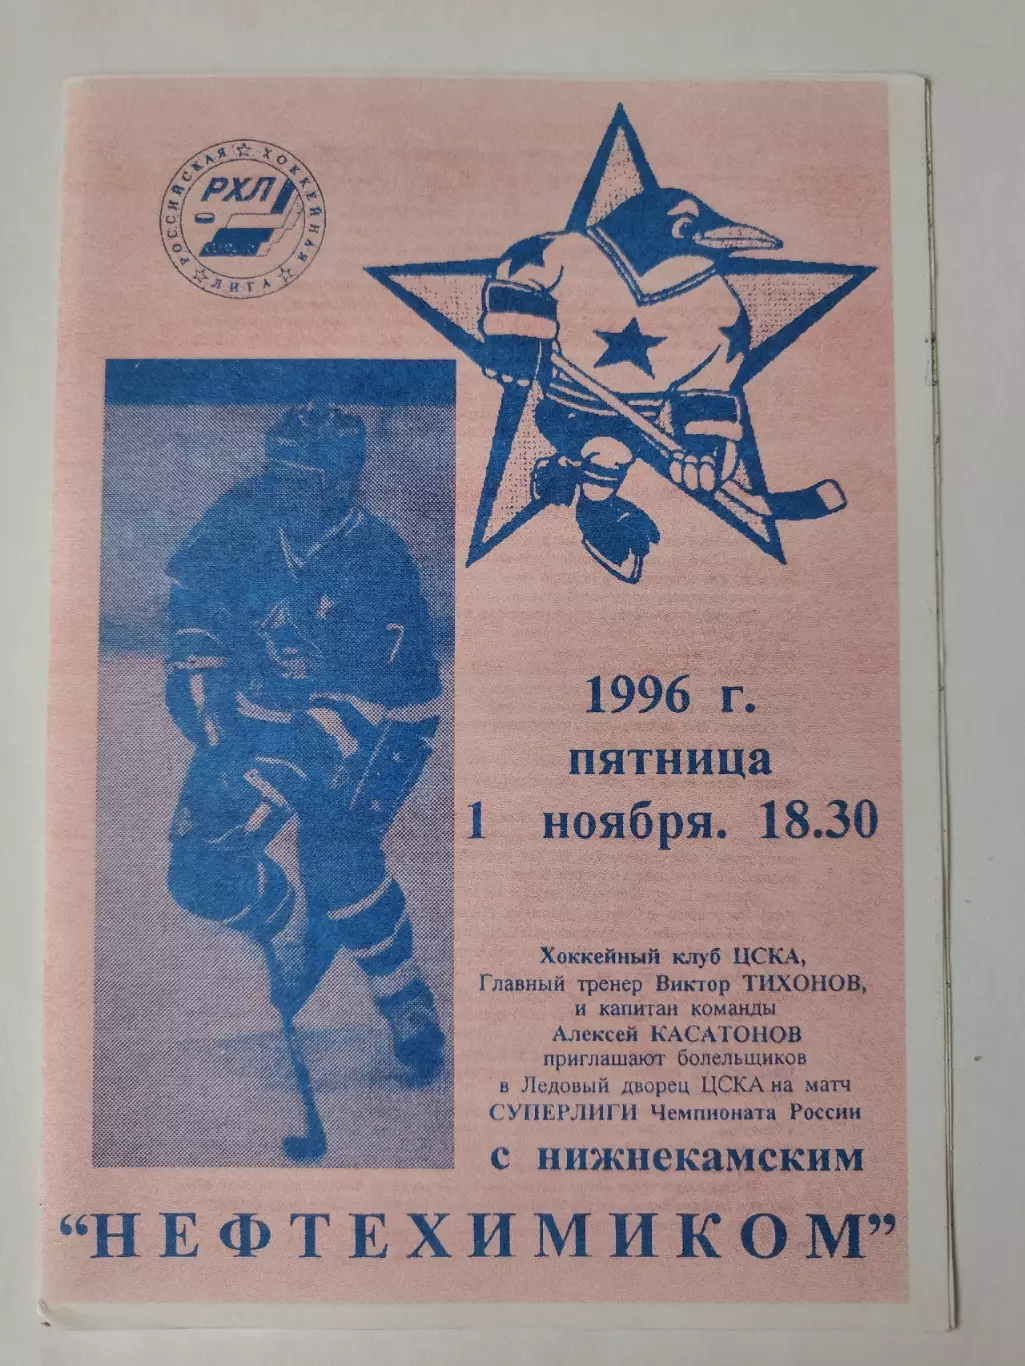 РОССИЙСКАЯ ☆ ХОККЕЙНАЯ ☆ ЛИГА ☆
РХЛ
7
1996 г.
пятница
1 ноября. 18.30
Хоккейный клуб ЦСКА,
Главный тренер Виктор ТИХОНОВ,
и капитан команды
Алексей КАСАТОНОВ
приглашают болельщиков
в Ледовый дворец ЦСКА на матч
СУПЕРЛИГИ Чемпионата России
с нижнекамским
“НЕФТЕХИМИКОМ”